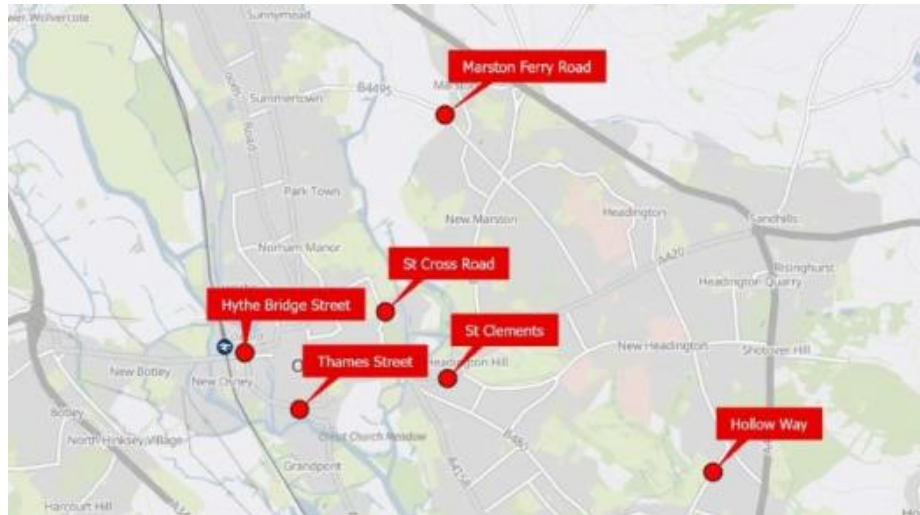 Sunnymead
Wolvercote
Marston Ferry Road
Summertown
B4495
Road
Park Town
New Marston
Headington
Sandhills
A420
Risinghurst
Headington Quarry
Norham Manor
St Cross Road
Hythe Bridge Street
St Clements
Thames Street
Headington Hill
New Headington
Shotover Hill
New Botley
New Osney
Botley
North Hinksey Village
Christ Church Meadow
B480
Hollow Way
Grandpont
A4158
Harcourt Hill